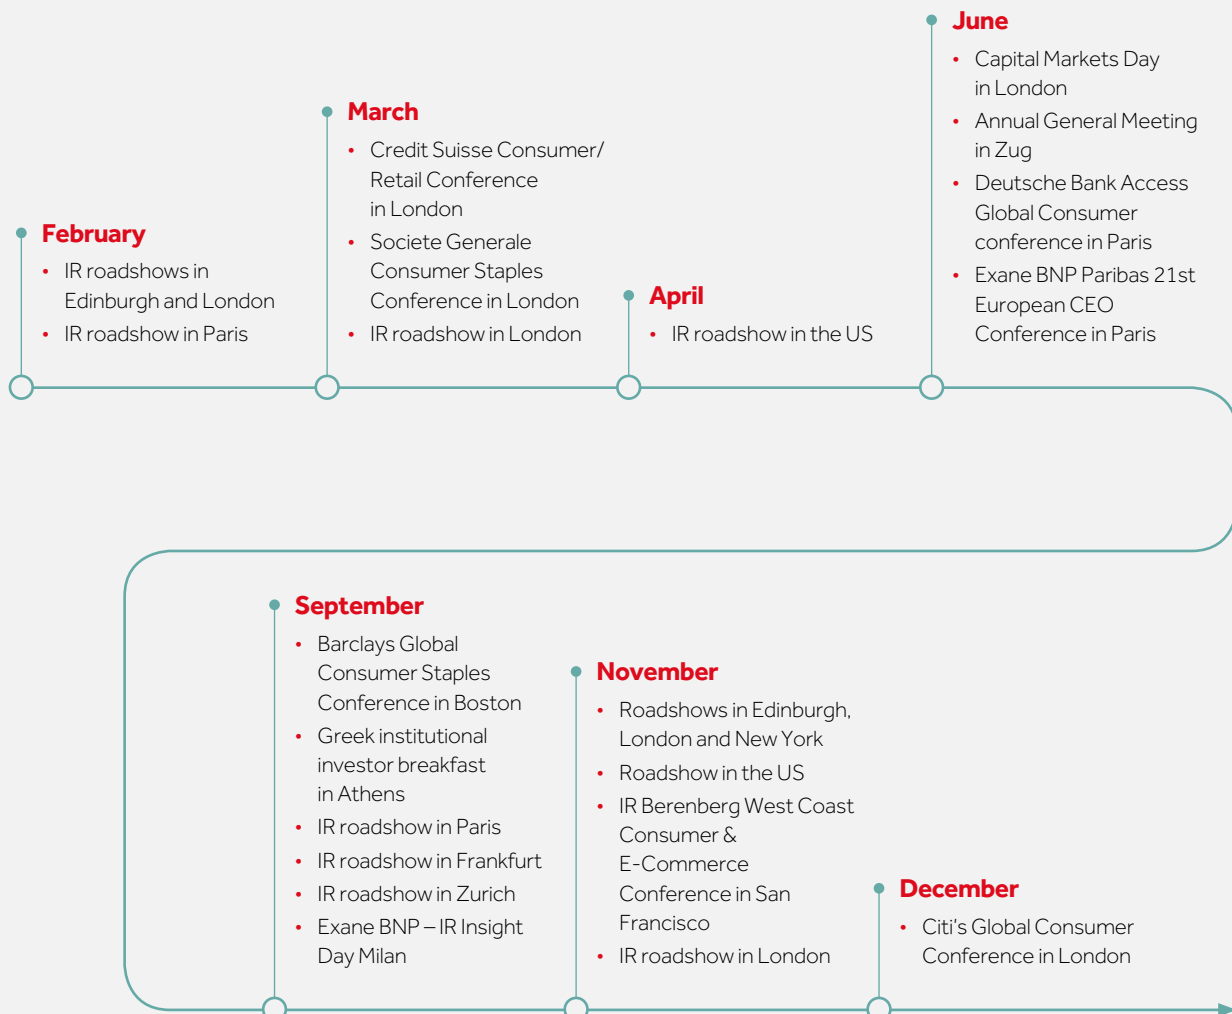 February
• IR roadshows in
Edinburgh and London
• IR roadshow in Paris
March
• Credit Suisse Consumer/
Retail Conference
in London
• Societe Generale
Consumer Staples
Conference in London
• IR roadshow in London
April
• IR roadshow in the US
June
• Capital Markets Day
in London
• Annual General Meeting
in Zug
• Deutsche Bank Access
Global Consumer
conference in Paris
• Exane BNP Paribas 21st
European CEO
Conference in Paris
September
• Barclays Global
Consumer Staples
Conference in Boston
• Greek institutional
investor breakfast
in Athens
• IR roadshow in Paris
• IR roadshow in Frankfurt
• IR roadshow in Zurich
• Exane BNP – IR Insight
Day Milan
November
• Roadshows in Edinburgh,
London and New York
• Roadshow in the US
• IR Berenberg West Coast
Consumer &
E-Commerce
Conference in San
Francisco
• IR roadshow in London
December
• Citi's Global Consumer
Conference in London